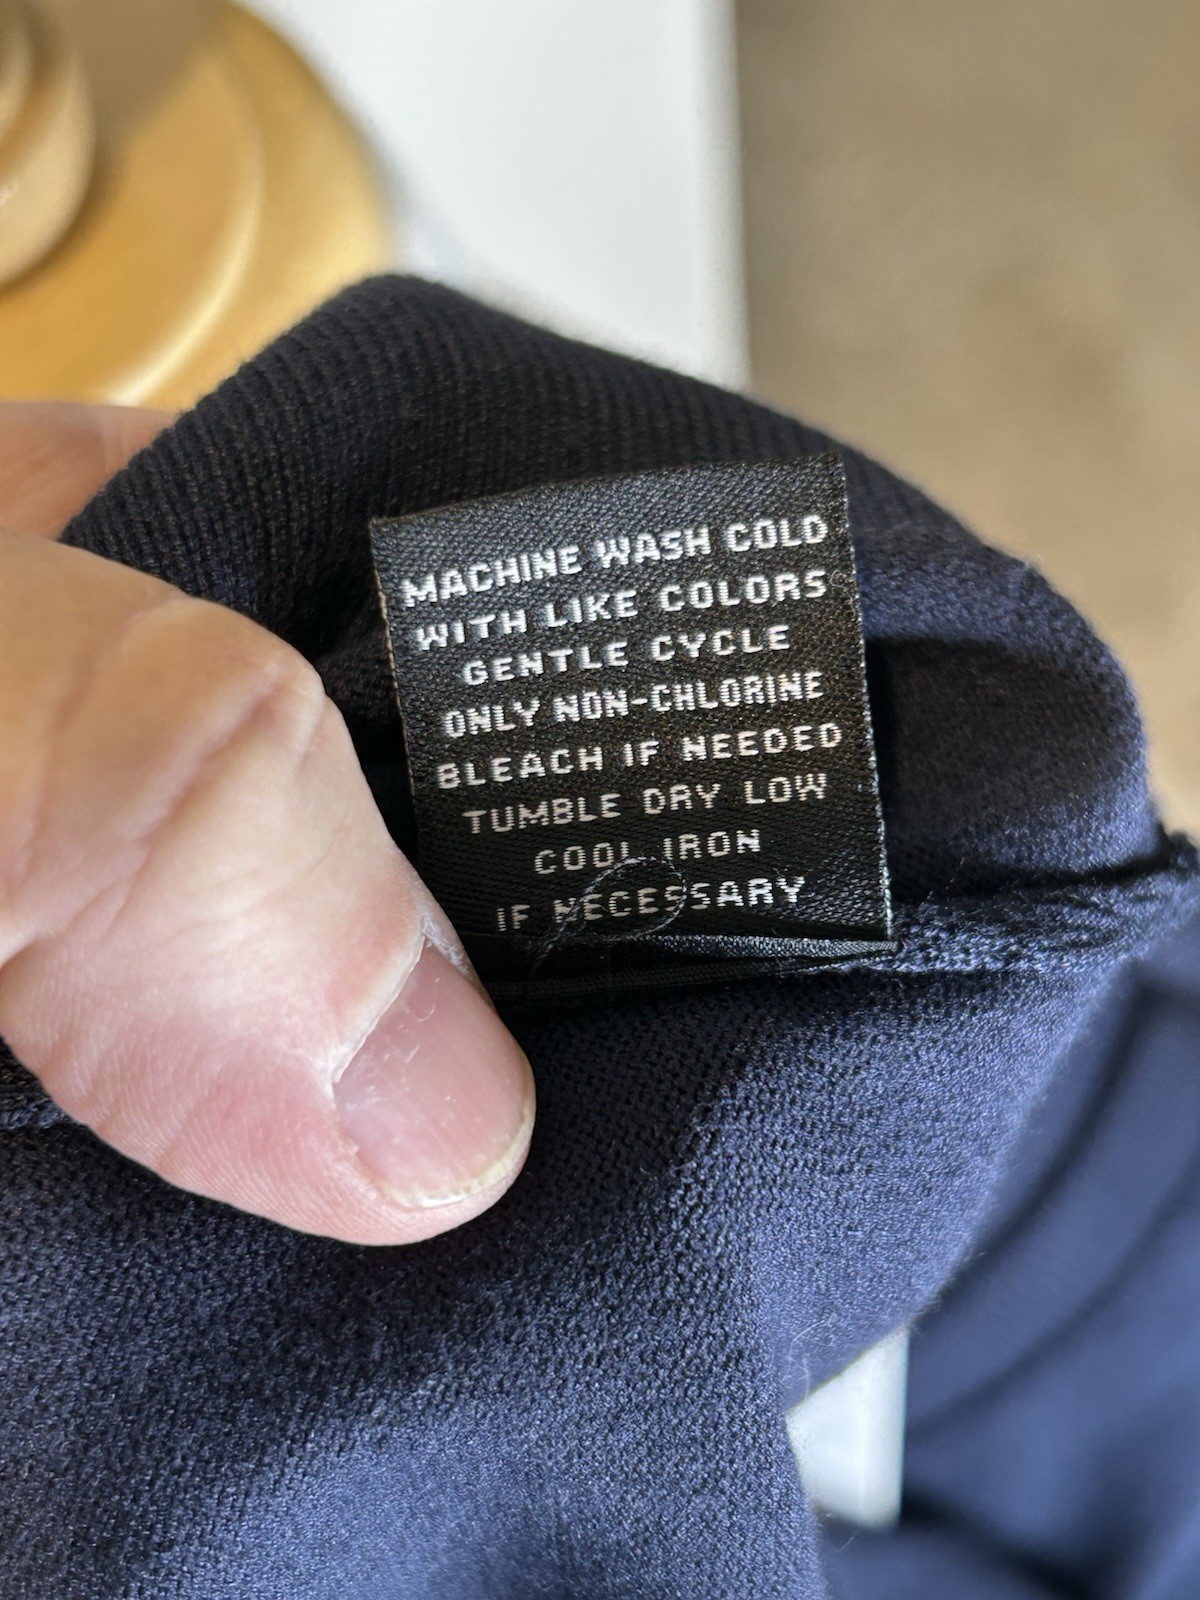 MACHINE WASH COLD
WITH LIKE COLORS
GENTLE CYCLE
ONLY NON-CHLORINE
BLEACH IF NEEDED
TUMBLE DRY LOW
COOL IRON
IF NECESSARY